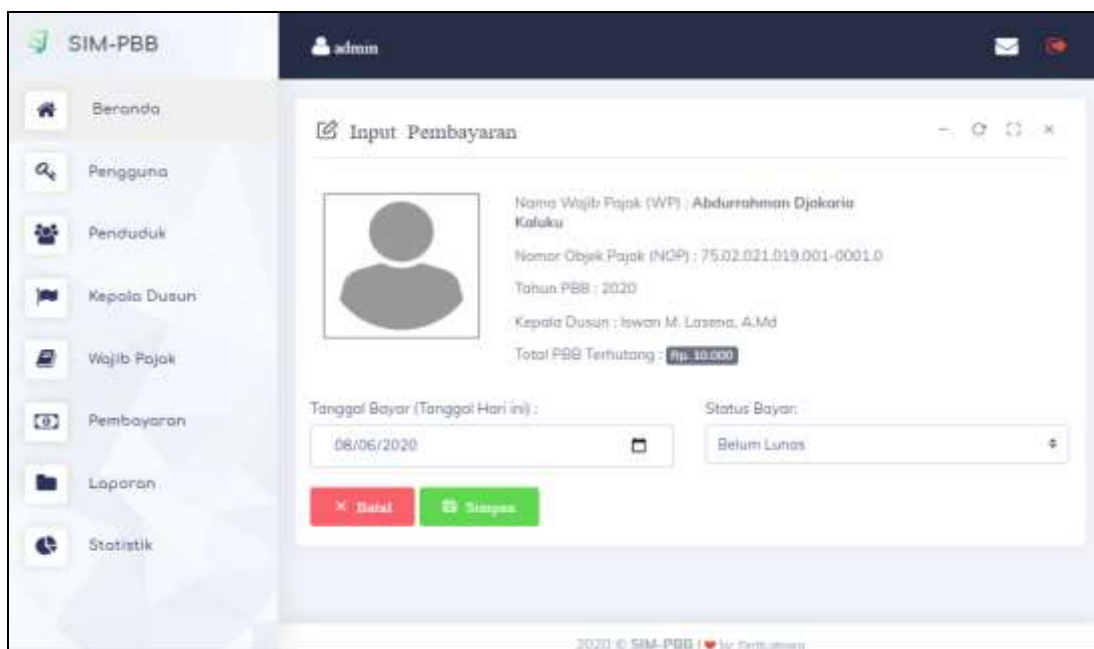 SIM-PBB
admin
Beranda
Pengguna
Penduduk
Kepala Dusun
Wajib Pajak
Pembayaran
Laporan
Statistik
Input Pembayaran
Nama Wajib Pajak (WP) : Abdurrahman Djakaria
Kaluku
Nomor Objek Pajak (NOP) : 75.02.021.019.001-0001.0
Tahun PBB : 2020
Kepala Dusun : Iswan M. Lasena, A.Md
Total PBB Terhutang : Rp. 10.000
Tanggal Bayar (Tanggal Hari ini) :
Status Bayar:
08/06/2020
Belum Lunas
Batal
Simpan
2020 © SIM-PBB | by